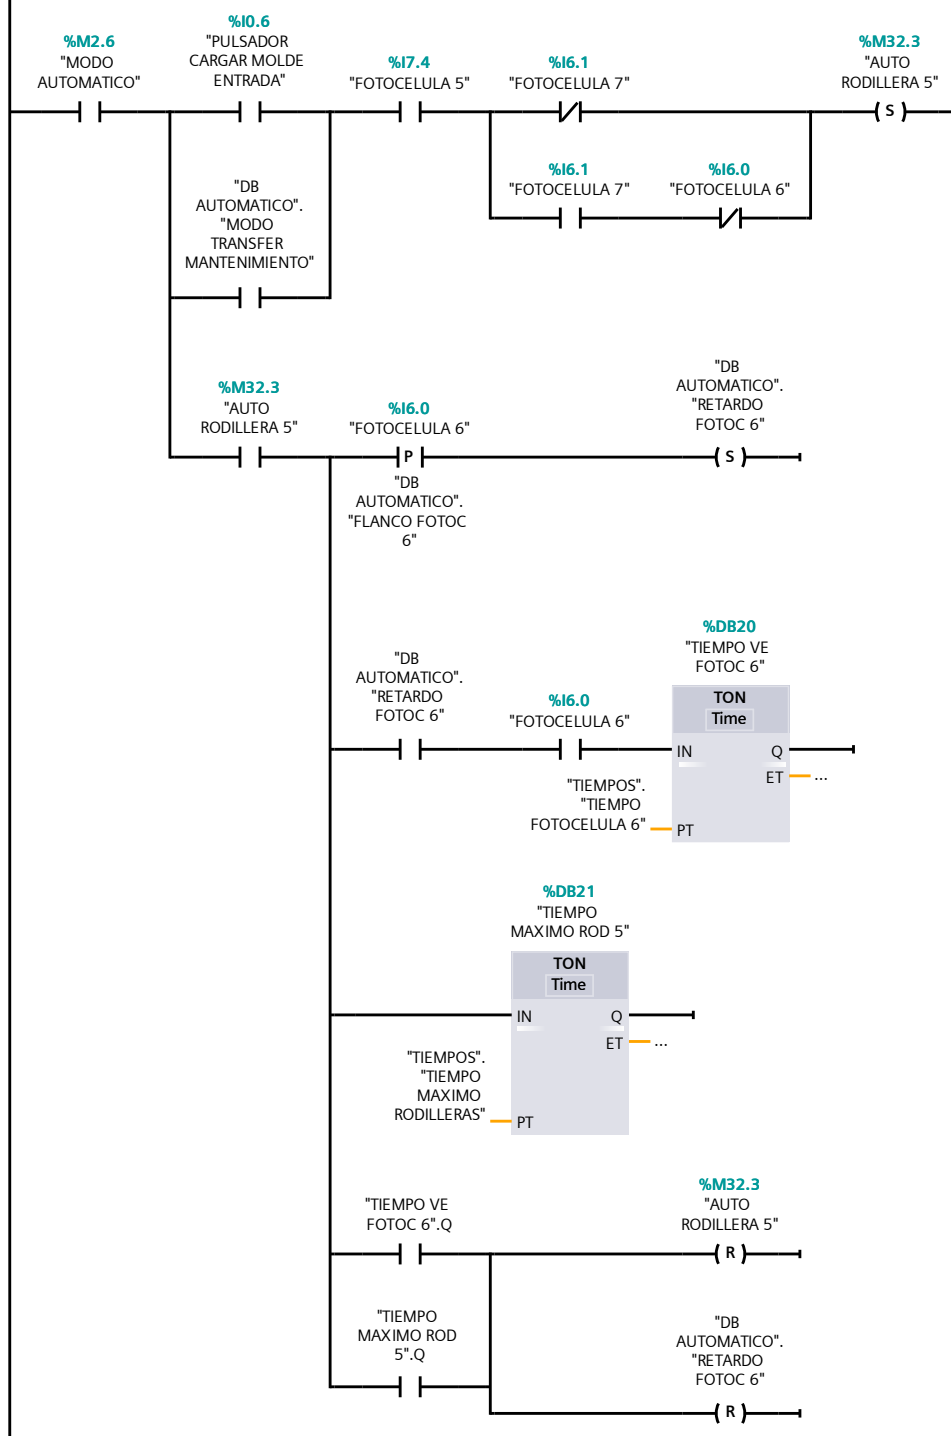 %M2.6
"MODO
AUTOMATICO"
%I0.6
"PULSADOR
CARGAR MOLDE
ENTRADA"
%I7.4
"FOTOCELULA 5"
%I6.1
"FOTOCELULA 7"
%M32.3
"AUTO
RODILLERA 5"
S
"DB
AUTOMATICO".
"MODO
TRANSFER
MANTENIMIENTO"
%I6.1
"FOTOCELULA 7"
%I6.0
"FOTOCELULA 6"
%M32.3
"AUTO
RODILLERA 5"
%I6.0
"FOTOCELULA 6"
P
"DB
AUTOMATICO".
"FLANCO FOTOC
6"
"DB
AUTOMATICO".
"RETARDO
FOTOC 6"
S
"DB
AUTOMATICO".
"RETARDO
FOTOC 6"
%I6.0
"FOTOCELULA 6"
%DB20
"TIEMPO VE
FOTOC 6"
TON
Time
IN
Q
ET
...
"TIEMPOS".
"TIEMPO
FOTOCELULA 6"
PT
%DB21
"TIEMPO
MAXIMO ROD 5"
TON
Time
IN
Q
ET
...
"TIEMPOS".
"TIEMPO
MAXIMO
RODILLERAS"
PT
"TIEMPO VE
FOTOC 6".Q
%M32.3
"AUTO
RODILLERA 5"
R
"TIEMPO
MAXIMO ROD
5".Q
"DB
AUTOMATICO".
"RETARDO
FOTOC 6"
R